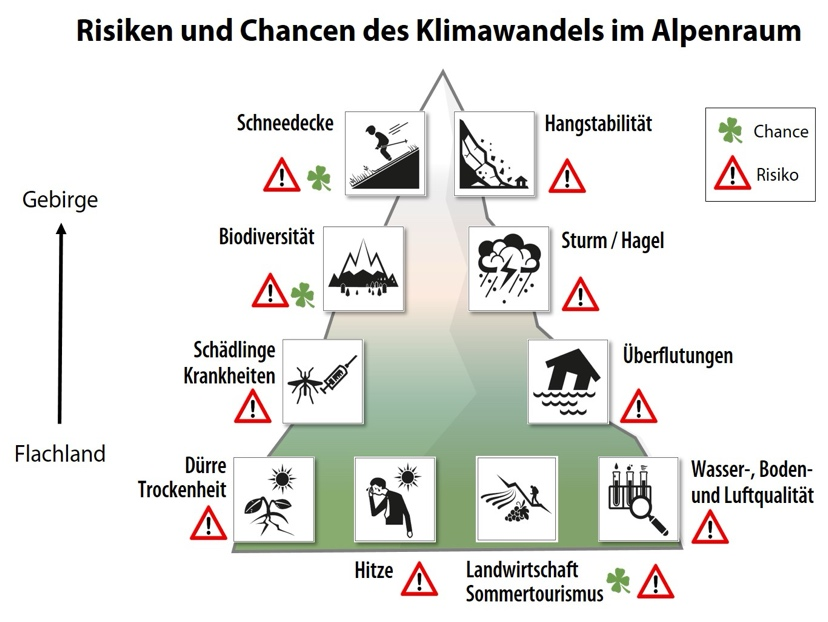 Risiken und Chancen des Klimawandels im Alpenraum
Schneedecke
Hangstabilität
Chance
Risiko
Gebirge
Biodiversität
Sturm / Hagel
Schädlinge
Krankheiten
Überflutungen
Flachland
Dürre
Trockenheit
Wasser-, Boden-
und Luftqualität
Hitze
Landwirtschaft
Sommertourismus